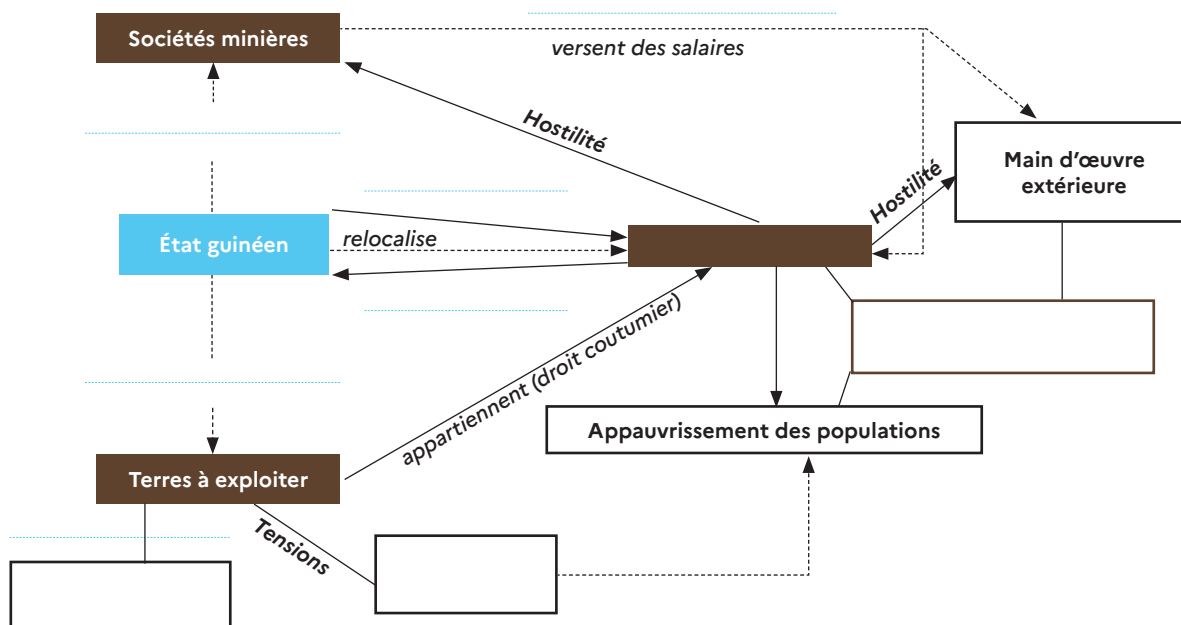 Sociétés minières
versent des salaires
Hostilité
Main d'œuvre
extérieure
Hostilité
État guinéen
relocalise
appartiennent (droit coutumier)
Appauvrissement des populations
Terres à exploiter
Tensions